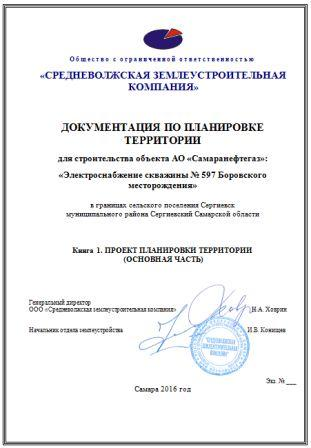 Общество с ограниченной ответственностью
«СРЕДНЕВОЛЖСКАЯ ЗЕМЛЕУСТРОИТЕЛЬНАЯ
КОМПАНИЯ»
ДОКУМЕНТАЦИЯ ПО ПЛАНИРОВКЕ
ТЕРРИТОРИИ
для строительства объекта АО «Самаранефтегаз»:
«Электроснабжение скважины № 597 Боровского
месторождения»
в границах сельского поселения Сергиевск
муниципального района Сергиевский Самарской области
Книга 1. ПРОЕКТ ПЛАНИРОВКИ ТЕРРИТОРИИ
(ОСНОВНАЯ ЧАСТЬ)
Генеральный директор
ООО «Средневолжская землеустроительная компания»
Н.А. Ховрин
Начальник отдела землеустройства
И.В. Конищев
Экз. № ___
Самара 2016 год